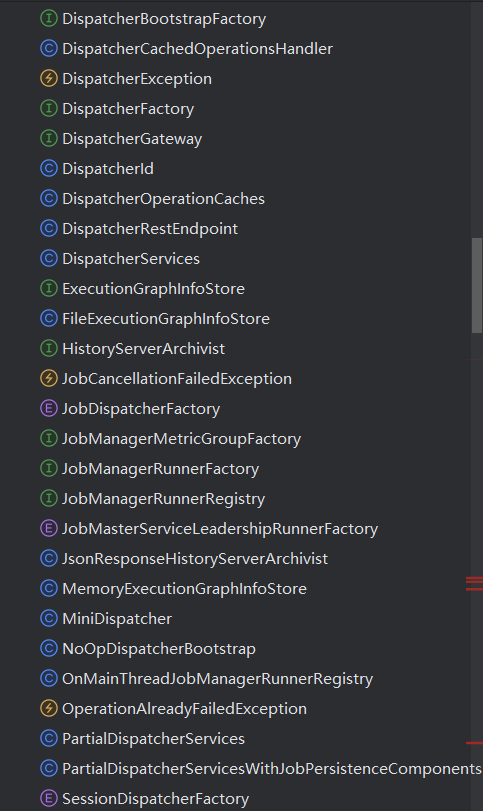 I DispatcherBootstrapFactory
C DispatcherCachedOperationsHandler
DispatcherException
I DispatcherFactory
I DispatcherGateway
C DispatcherId
C DispatcherOperationCaches
C DispatcherRestEndpoint
C DispatcherServices
I ExecutionGraphInfoStore
C FileExecutionGraphInfoStore
I HistoryServerArchivist
JobCancellationFailedException
E JobDispatcherFactory
I JobManagerMetricGroupFactory
I JobManagerRunnerFactory
I JobManagerRunnerRegistry
E JobMasterServiceLeadershipRunnerFactory
C JsonResponseHistoryServerArchivist
C MemoryExecutionGraphInfoStore
C MiniDispatcher
C NoOpDispatcherBootstrap
C OnMainThreadJobManagerRunnerRegistry
OperationAlreadyFailedException
C PartialDispatcherServices
C PartialDispatcherServicesWithJobPersistenceComponents
E SessionDispatcherFactory